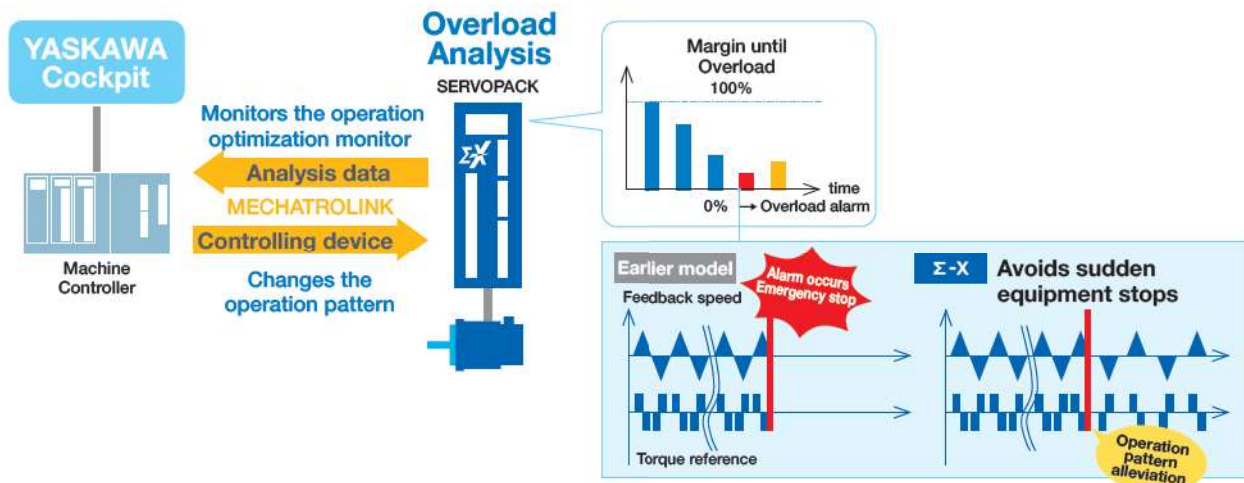 YASKAWA
Cockpit
Machine
Controller
Monitors the operation
optimization monitor
Analysis data
MECHATROLINK
Controlling device
Changes the
operation pattern
Overload
Analysis
SERVOPACK
Σ-X
Margin until
Overload
100%
time
0% → Overload alarm
Earlier model
Alarm occurs
Emergency stop
Feedback speed
Torque reference
Σ-X
Avoids sudden
equipment stops
Operation
pattern
alleviation